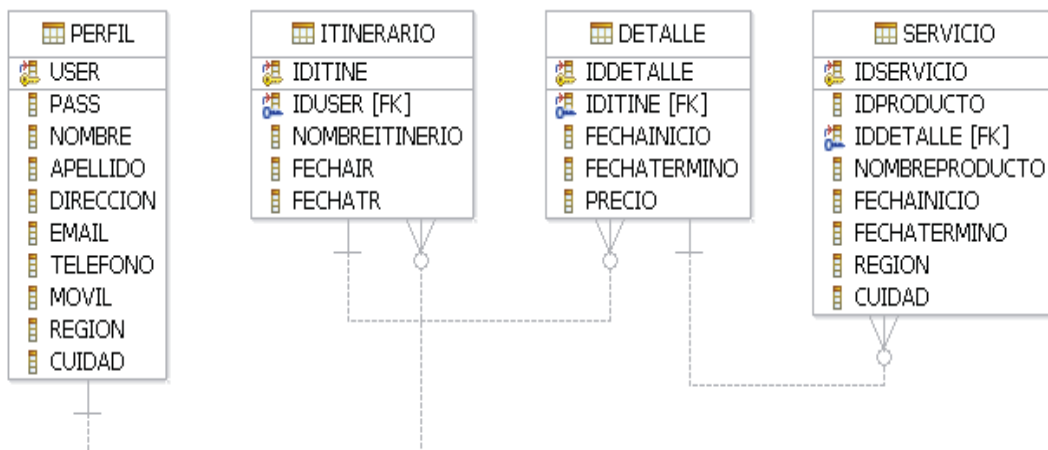 PERFIL
USER
PASS
NOMBRE
APELLIDO
DIRECCION
EMAIL
TELEFONO
MOVIL
REGION
CUIDAD
ITINERARIO
IDITINE
IDUSER [FK]
NOMBREITINERIO
FECHAIR
FECHATR
DETALLE
IDDETALLE
IDITINE [FK]
FECHAINICIO
FECHATERMINO
PRECIO
SERVICIO
IDSERVICIO
IDPRODUCTO
IDDETALLE [FK]
NOMBREPRODUCTO
FECHAINICIO
FECHATERMINO
REGION
CUIDAD